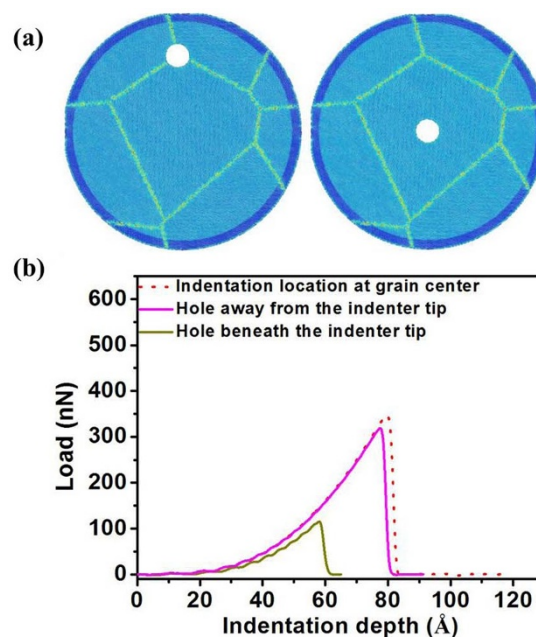 (a)
(b)
Indentation location at grain center
Hole away from the indenter tip
Hole beneath the indenter tip
600
500
400
300
200
100
0
Load (nN)
0 20 40 60 80 100 120
Indentation depth (Å)